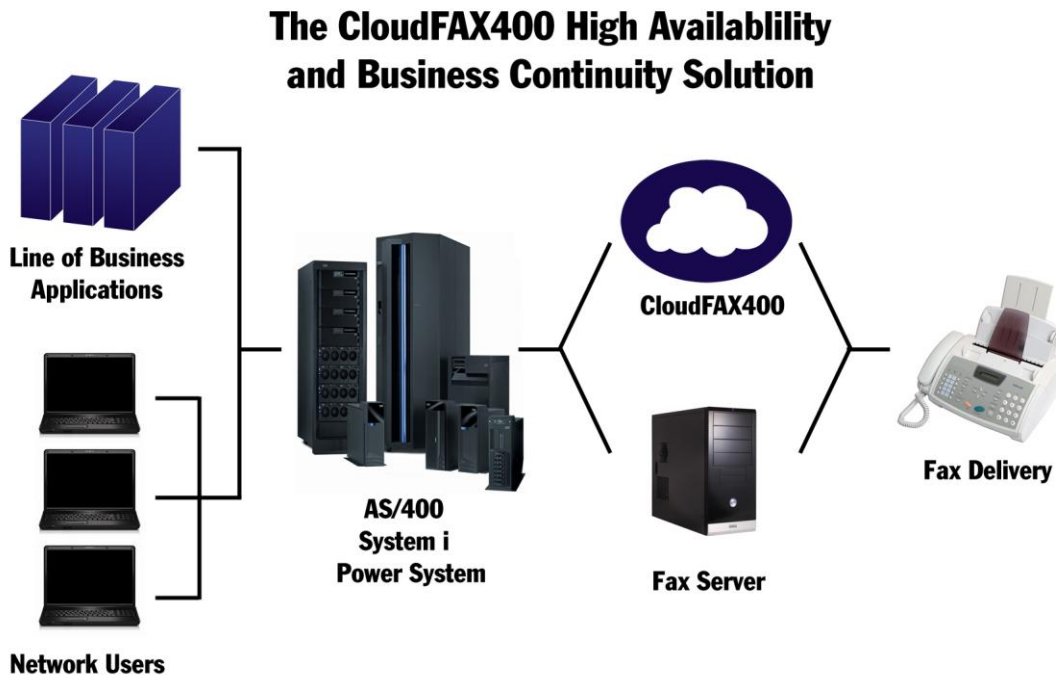 The CloudFAX400 High Availablility
and Business Continuity Solution
Line of Business
Applications
CloudFAX400
Fax Delivery
AS/400
System i
Power System
Fax Server
Network Users